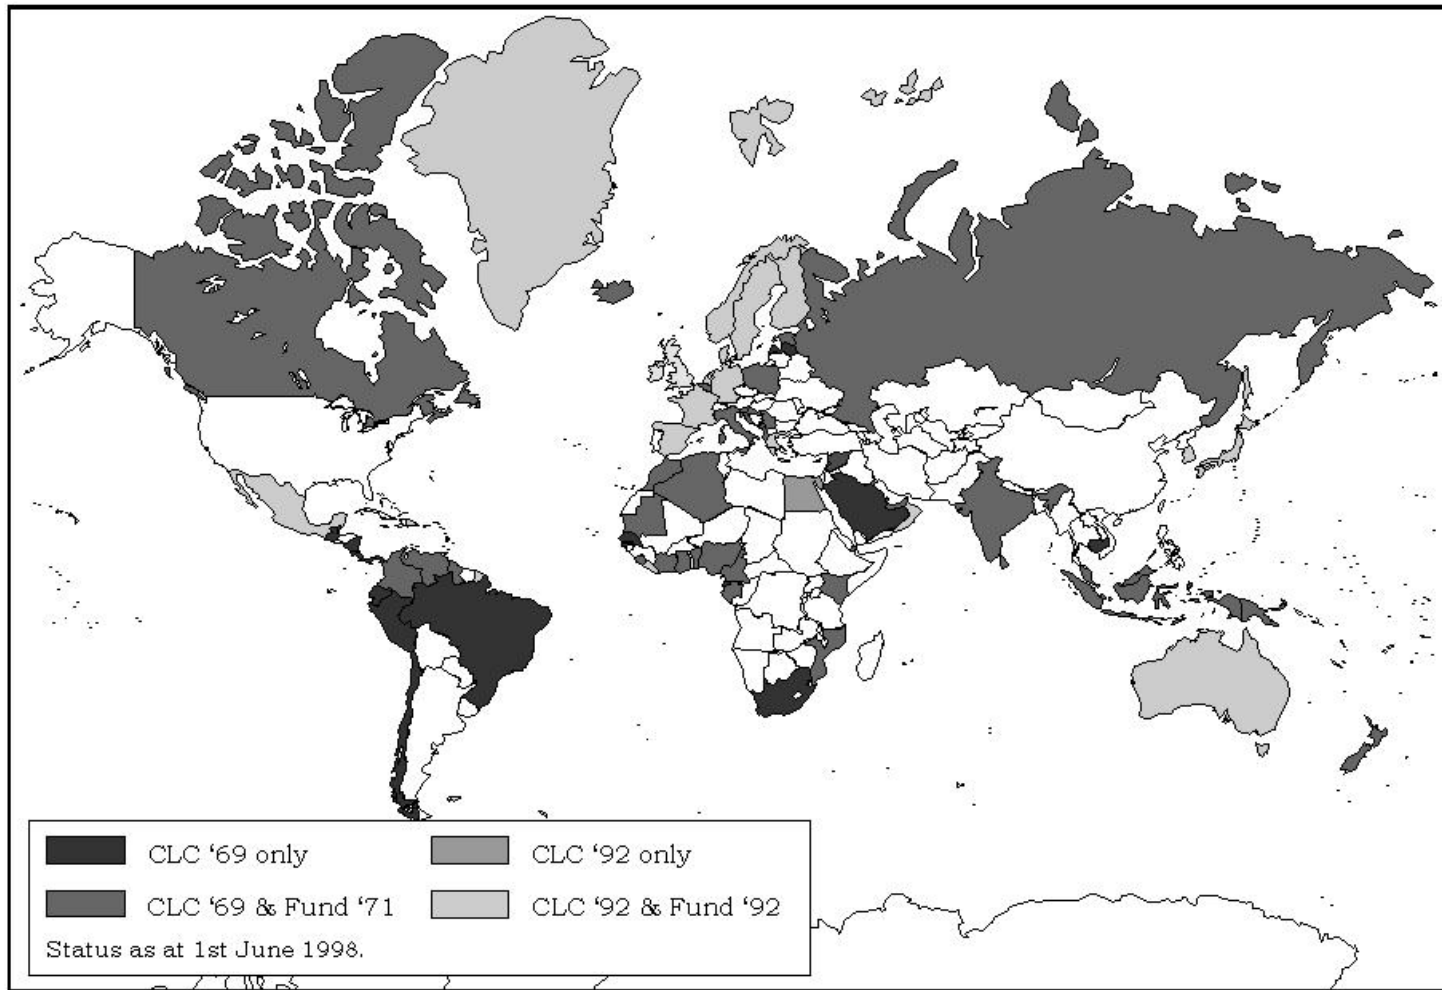 CLC ‘69 only
CLC ‘92 only
CLC ‘69 & Fund ‘71
CLC ‘92 & Fund ‘92
Status as at 1st June 1998.